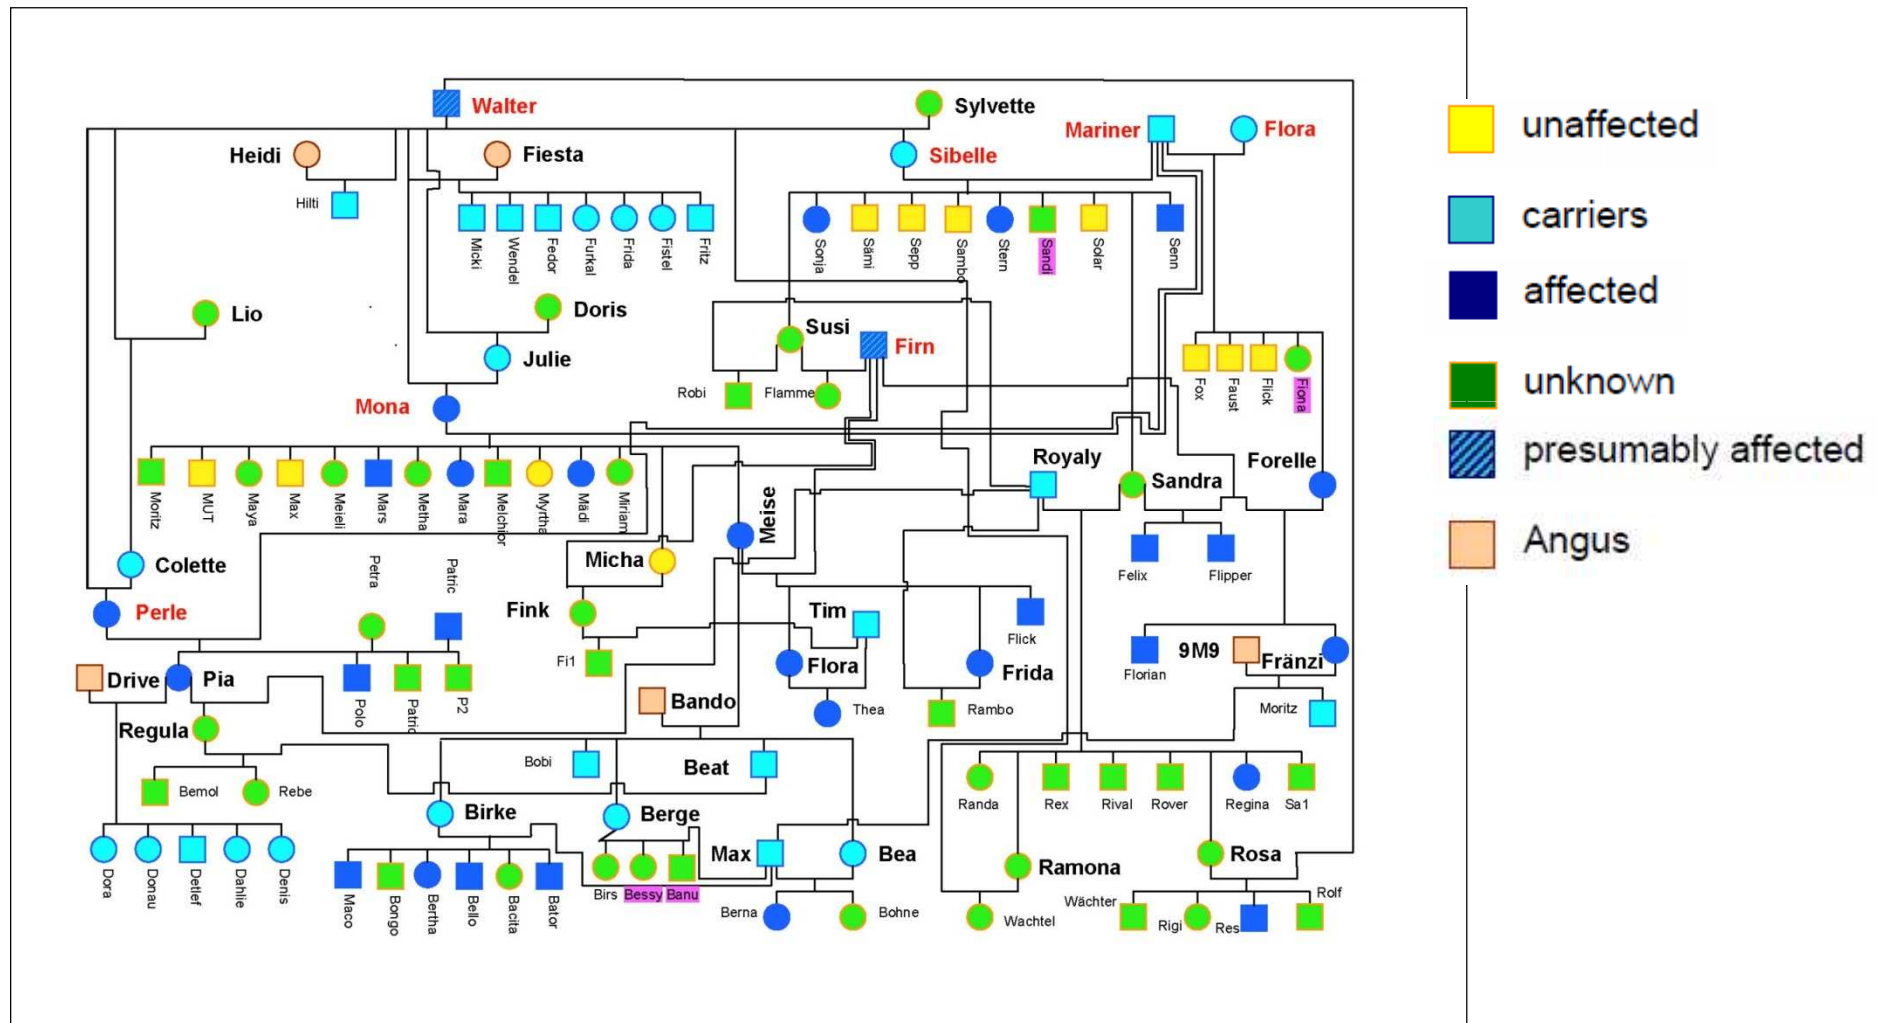 Walter
Sylvette
Mariner
Flora
Heidi
Fiesta
Sibelle
Hilti
Micki
Wendel
Fedor
Furkal
Frida
Fistel
Fritz
Sonja
Sämi
Sepp
Sambo
Stern
Sandi
Solar
Senn
Lio
Doris
Susi
Firn
Julie
Robi
Flamme
Fox
Faust
Flick
Fiona
Mona
Royaly
Sandra
Forelle
Moritz
MUT
Maya
Max
Meieli
Mars
Metha
Mara
Melchior
Myrtha
Mädi
Miriam
Meise
Micha
Colette
Petra
Patric
Felix
Flipper
Perle
Fink
Tim
Flick
Fi1
Flora
Frida
Florian
9M9
Fränzi
Drive
Pia
Polo
Patric
P2
Bando
Thea
Rambo
Moritz
Regula
Bobi
Beat
Bemol
Rebe
Randa
Rex
Rival
Rover
Regina
Sa1
Birke
Berge
Max
Bea
Ramona
Rosa
Dora
Donau
Detlef
Dahlie
Denis
Maco
Bongo
Bertha
Bello
Bacita
Bator
Birs
Bessy
Banu
Berna
Bohne
Wachtel
Wächter
Rigi
Res
Rolf
unaffected
carriers
affected
unknown
presumably affected
Angus